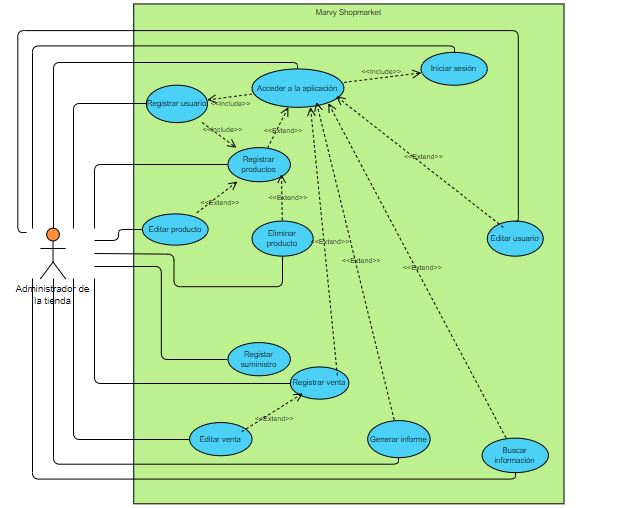 Marvy Shopmarket
Iniciar sesión
<<Include>>
Acceder a la aplicación
Registrar usuario
<<Include>>
<<Include>>
<<Extend>>
Registrar
productos
<<Extend>>
<<Extend>>
<<Extend>>
Editar producto
Eliminar
producto
<<Extend>>
Editar usuario
<<Extend>>
<<Extend>>
Administrador de
la tienda
Registar
suministro
Registrar venta
<<Extend>>
Editar venta
Generar informe
Buscar
información